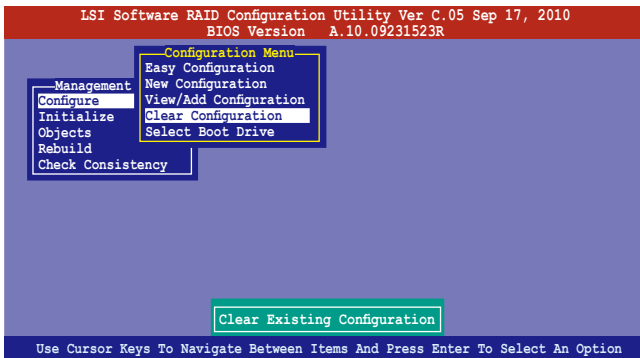 LSI Software RAID Configuration Utility Ver C.05 Sep 17, 2010
BIOS Version A.10.09231523R
Configuration Menu
Easy Configuration
New Configuration
View/Add Configuration
Clear Configuration
Select Boot Drive
Management
Configure
Initialize
Objects
Rebuild
Check Consistency
Clear Existing Configuration
Use Cursor Keys To Navigate Between Items And Press Enter To Select An Option